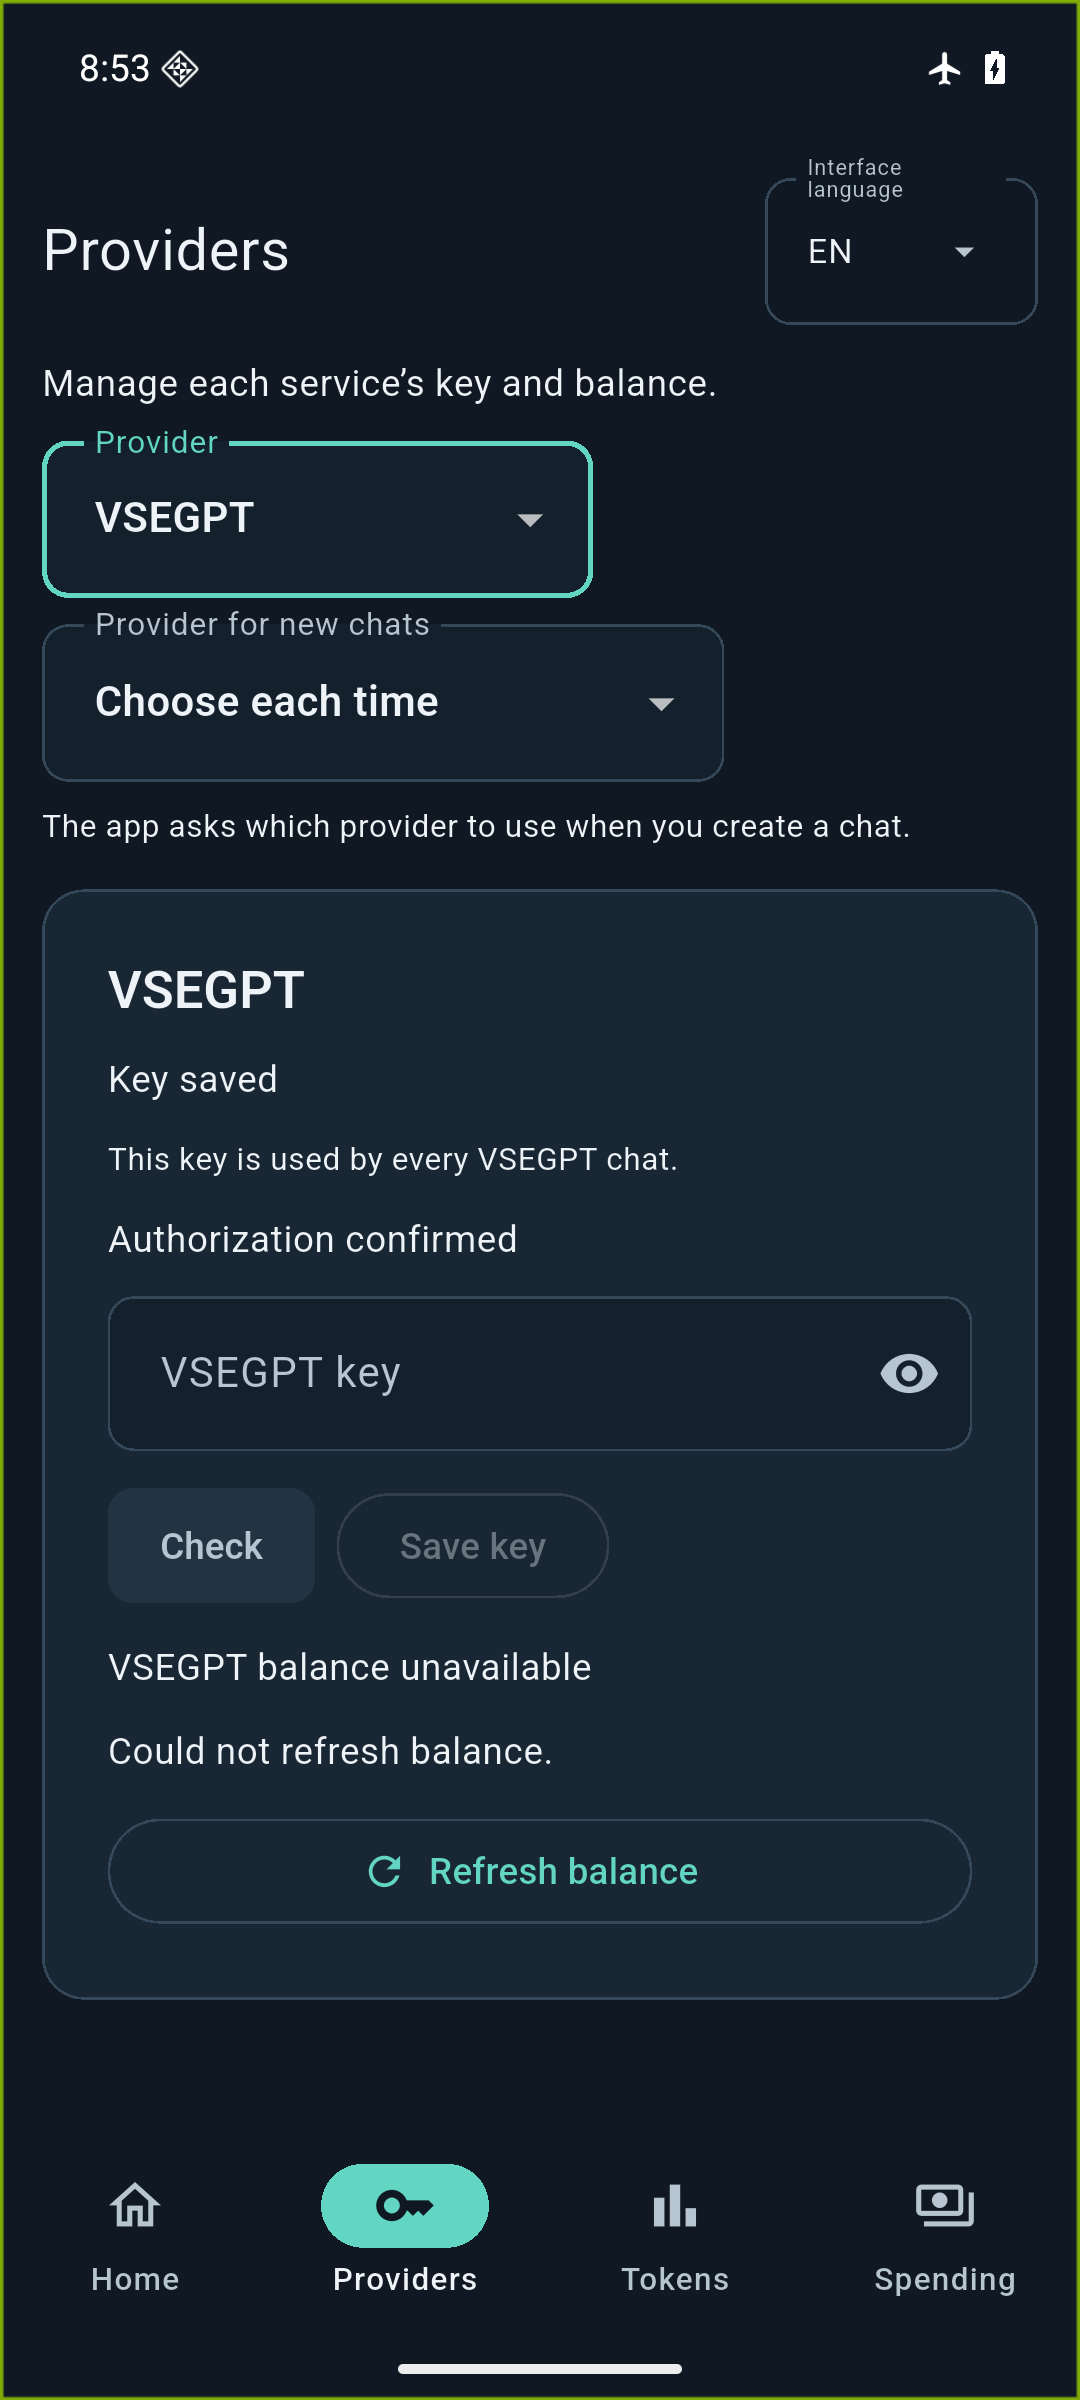 8:53
Interface
language
Providers
EN
Manage each service’s key and balance.
Provider
VSEGPT
Provider for new chats
Choose each time
The app asks which provider to use when you create a chat.
VSEGPT
Key saved
This key is used by every VSEGPT chat.
Authorization confirmed
VSEGPT key
Check
Save key
VSEGPT balance unavailable
Could not refresh balance.
Refresh balance
Home
Providers
Tokens
Spending